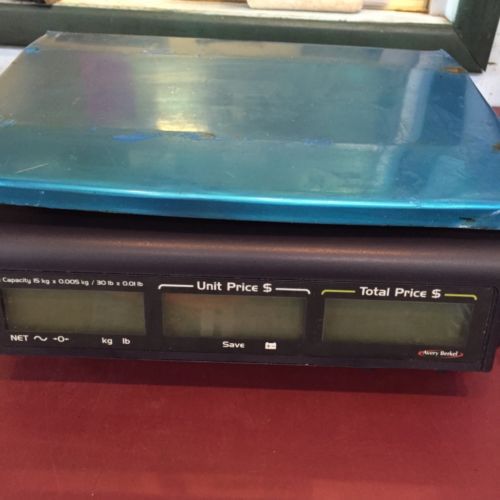 Capacity 15 kg x 0.005 kg / 30 lb x 0.01 lb
Unit Price $
Total Price $
NET ~ -0- kg lb
Save
Avery Berkel